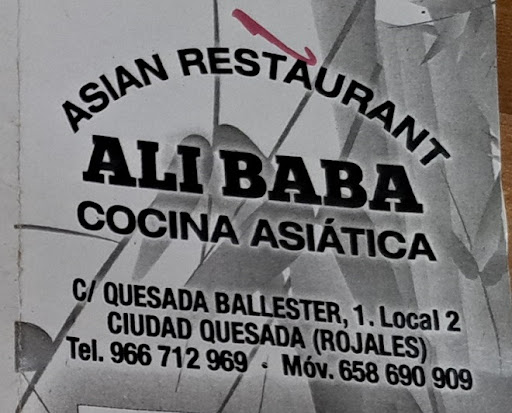 ASIAN RESTAURANT
ALI BABA
COCINA ASIÁTICA
C/ QUESADA BALLESTER, 1. Local 2
CIUDAD QUESADA (ROJALES)
Tel. 966 712 969 · Móv. 658 690 909